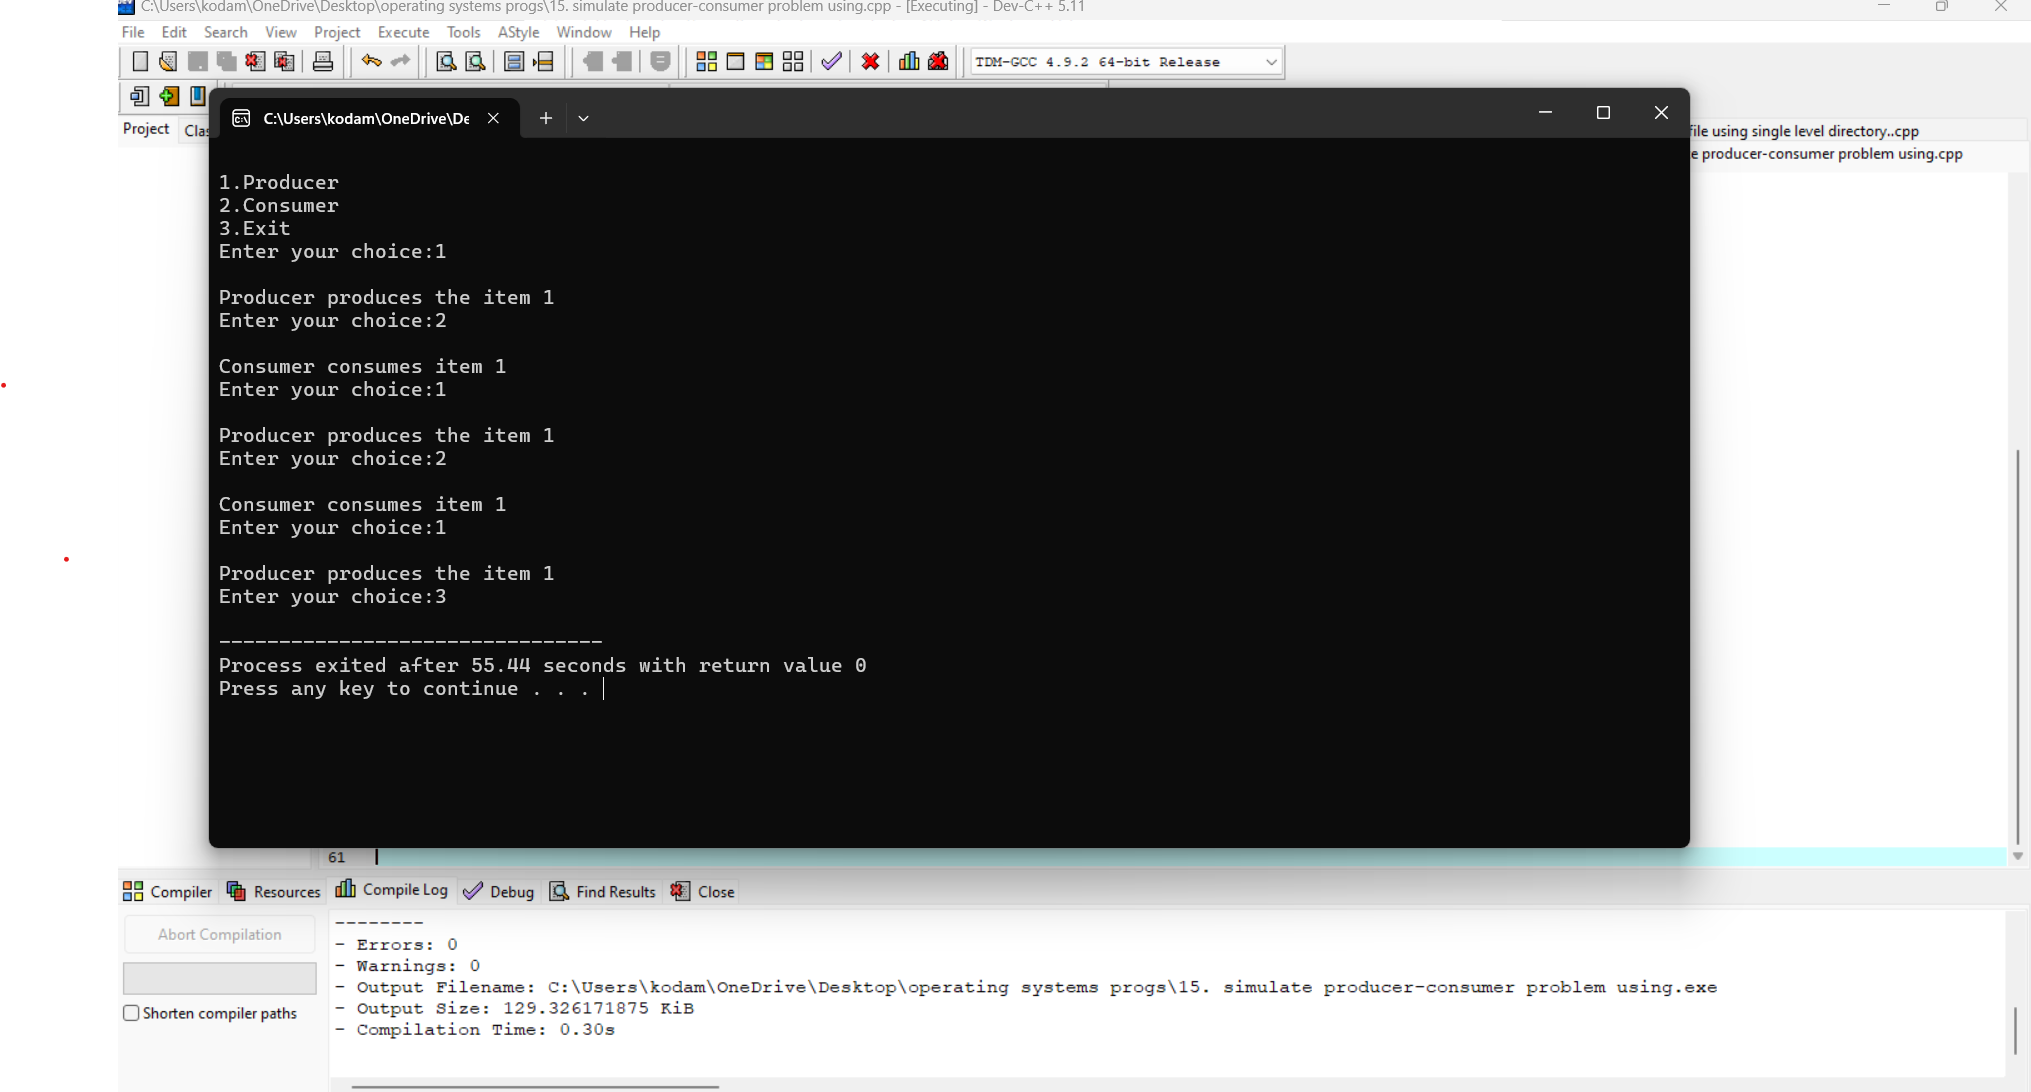 C:\Users\kodam\OneDrive\Desktop\operating systems progs\15. simulate producer-consumer problem using.cpp - [Executing] - Dev-C++ 5.11
File Edit Search View Project Execute Tools AStyle Window Help
TDM-GCC 4.9.2 64-bit Release
C:\Users\kodam\OneDrive\De
Project Clas
file using single level directory..cpp
e producer-consumer problem using.cpp
1.Producer
2.Consumer
3.Exit
Enter your choice:1
Producer produces the item 1
Enter your choice:2
Consumer consumes item 1
Enter your choice:1
Producer produces the item 1
Enter your choice:2
Consumer consumes item 1
Enter your choice:1
Producer produces the item 1
Enter your choice:3
--------------------------------
Process exited after 55.44 seconds with return value 0
Press any key to continue . . .
61
Compiler Resources Compile Log Debug Find Results Close
Abort Compilation
Shorten compiler paths
--------
- Errors: 0
- Warnings: 0
- Output Filename: C:\Users\kodam\OneDrive\Desktop\operating systems progs\15. simulate producer-consumer problem using.exe
- Output Size: 129.326171875 KiB
- Compilation Time: 0.30s